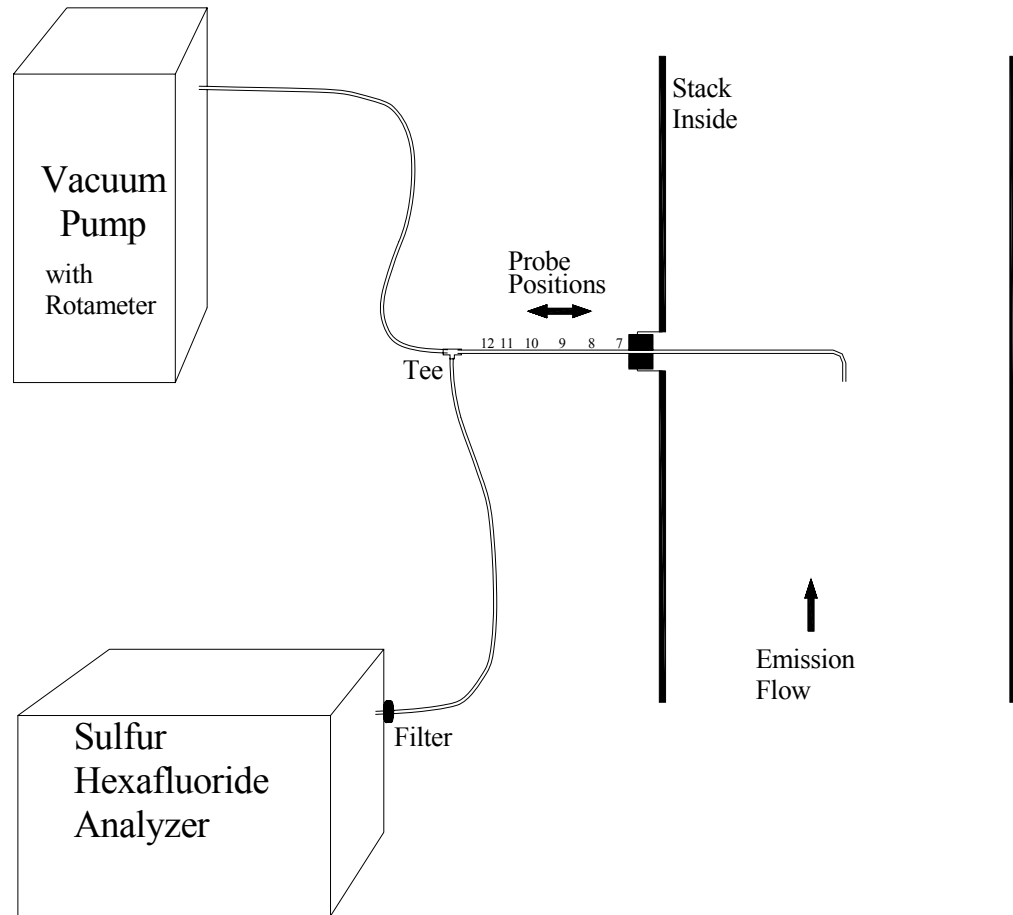 Vacuum
Pump
with
Rotameter
Stack
Inside
Probe
Positions
12 11 10 9 8 7
Tee
Emission
Flow
Filter
Sulfur
Hexafluoride
Analyzer